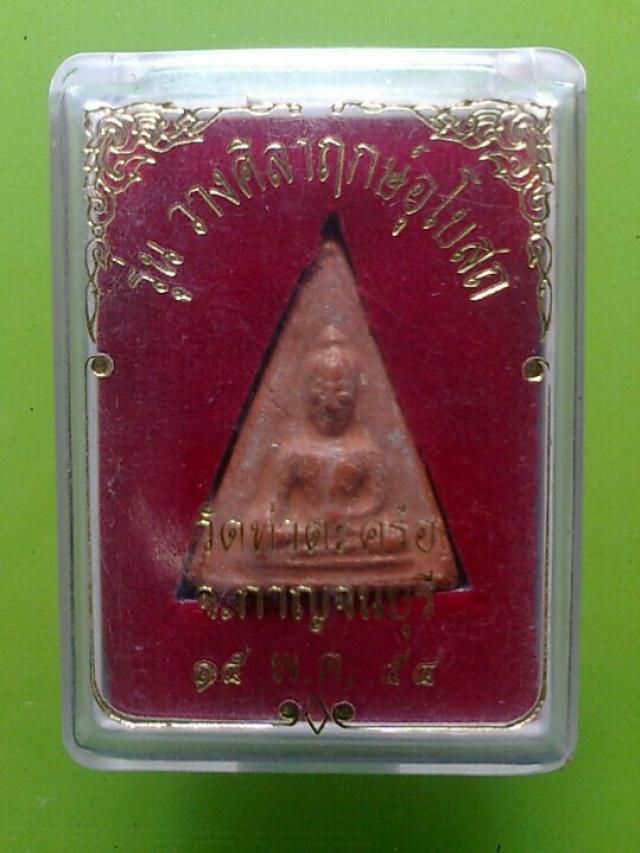 รุ่น วางศิลาฤกษ์อุโบสถ
วัดท่าตะคร้อ
จ.กาญจนบุรี
๑๕ พ.ค. ๕๔